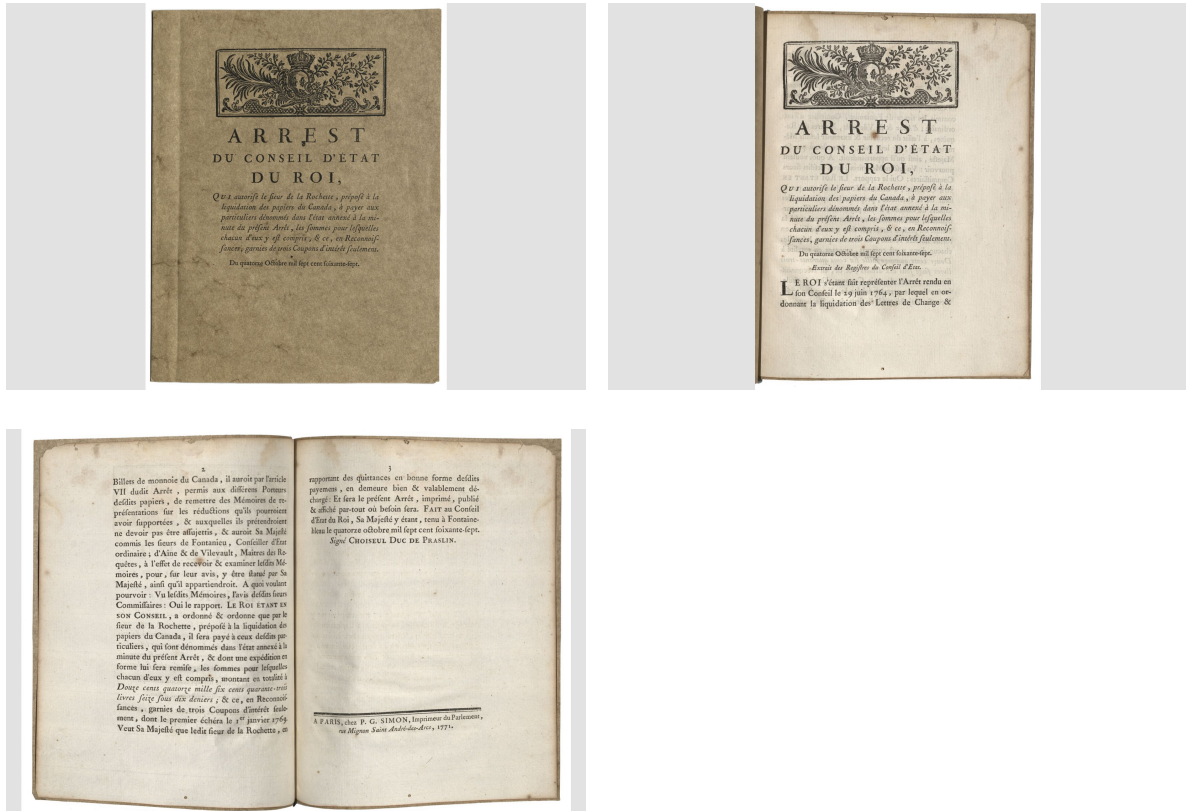 ARREST
DU CONSEIL D'ÉTAT
DU ROI,
QUI autorise le sieur de la Rochette, préposé à la
liquidation des papiers du Canada, à payer aux
particuliers dénommés dans l'état annexé à la mi-
nute du présent Arrêt, les sommes pour lesquelles
chacun d'eux y est compris; & ce, en Reconnois-
sances, garnies de trois Coupons d'intérêt seulement.
Du quatorze Octobre mil sept cent soixante-sept.
ARREST
DU CONSEIL D'ÉTAT
DU ROI,
QUI autorise le sieur de la Rochette, préposé à la
liquidation des papiers du Canada, à payer aux
particuliers dénommés dans l'état annexé à la mi-
nute du présent Arrêt, les sommes pour lesquelles
chacun d'eux y est compris; & ce, en Reconnois-
sances, garnies de trois Coupons d'intérêt seulement.
Du quatorze Octobre mil sept cent soixante-sept.
Extrait des Registres du Conseil d'Etat.
LE ROI s'étant fait représenter l'Arrêt rendu en
son Conseil le 29 juin 1764, par lequel en or-
donnant la liquidation des Lettres de Change &
2
Billets de monnoie du Canada, il auroit par l'article
VII dudit Arrêt, permis aux différens Porteurs
desdits papiers, de remettre des Mémoires de re-
présentations sur les réductions qu'ils pourroient
avoir supportées, & auxquelles ils prétendroient
ne devoir pas être assujettis, & auroit Sa Majesté
commis les sieurs de Fontanieu, Conseiller d'Etat
ordinaire; d'Aine & de Vilevault, Maitres des Re-
quêtes, à l'effet de recevoir & examiner lesdits Mé-
moires, pour, sur leur avis, y être statué par Sa
Majesté, ainsi qu'il appartiendroit. A quoi voulant
pourvoir: Vu lesdits Mémoires, l'avis desdits sieurs
Commissaires: Oui le rapport. LE ROI ÉTANT EN
SON CONSEIL, a ordonné & ordonne que par le
sieur de la Rochette, préposé à la liquidation des
papiers du Canada, il sera payé à ceux desdits par-
ticuliers, qui sont dénommés dans l'état annexé à la
minute du présent Arrêt, & dont une expédition en
forme lui sera remise, les sommes pour lesquelles
chacun d'eux y est compris, montant en totalité à
Douze cents quatorze mille six cents quarante-trois
livres seize sous dix deniers; & ce, en Reconnois-
sances, garnies de trois Coupons d'intérêt seule-
ment, dont le premier échéra le 1er janvier 1769.
Veut Sa Majesté que ledit sieur de la Rochette, en
3
rapportant des quittances en bonne forme desdits
payemens, en demeure bien & valablement dé-
chargé: Et sera le présent Arrêt, imprimé, publié
& affiché par-tout où besoin sera. FAIT au Conseil
d'Etat du Roi, Sa Majesté y étant, tenu à Fontaine-
bleau le quatorze octobre mil sept cent soixante-sept.
Signé CHOISEUL DUC DE PRASLIN.
A PARIS, chez P. G. SIMON, Imprimeur du Parlement,
rue Mignon Saint André-des-Arcs, 1771.